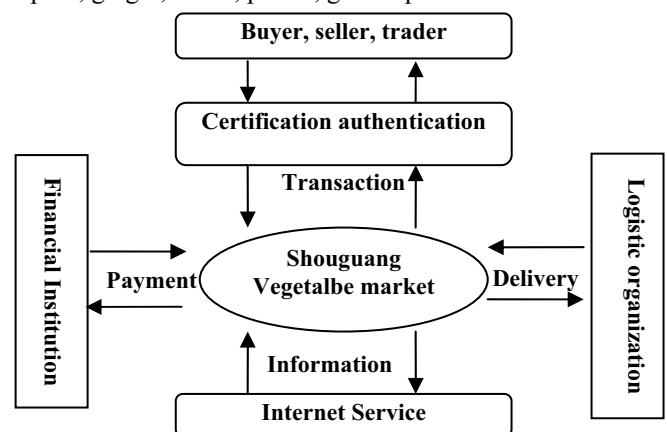 Buyer, seller, trader
Certification authentication
Transaction
Financial Institution
Payment
Shouguang
Vegetalbe market
Delivery
Logistic organization
Information
Internet Service